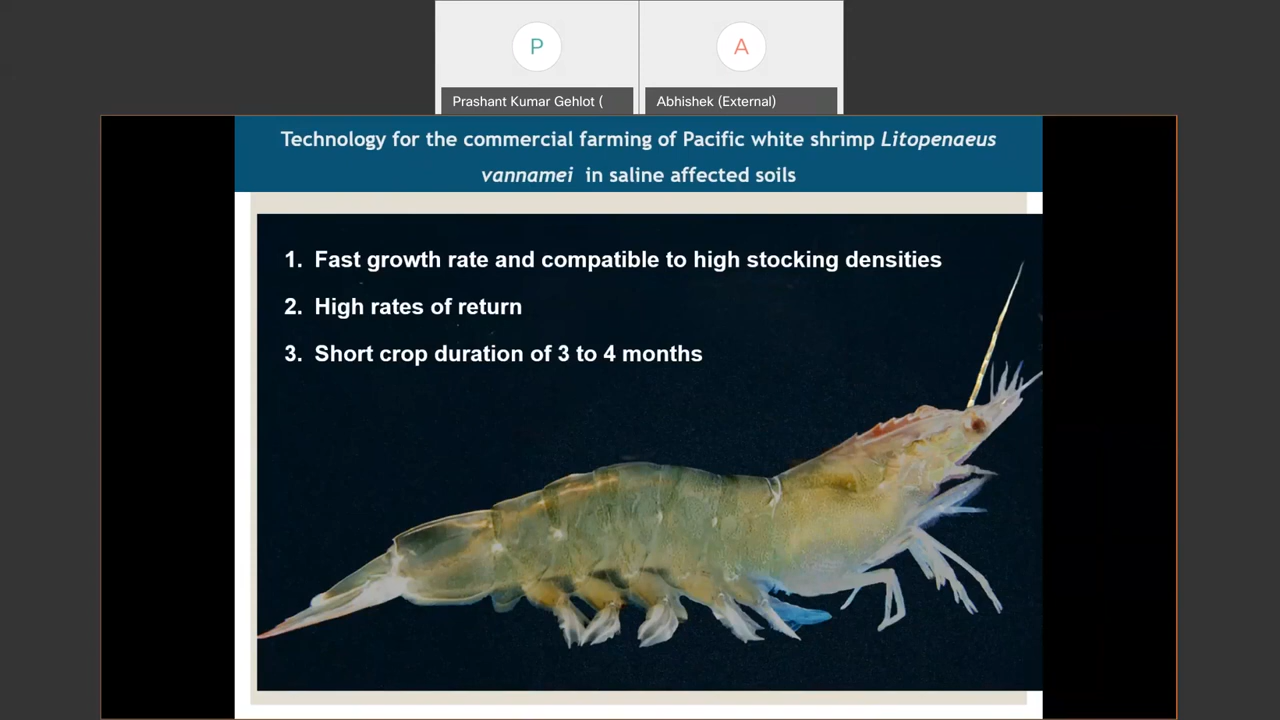 P
A
Prashant Kumar Gehlot (
Abhishek (External)
Technology for the commercial farming of Pacific white shrimp Litopenaeus
vannamei in saline affected soils
1. Fast growth rate and compatible to high stocking densities
2. High rates of return
3. Short crop duration of 3 to 4 months